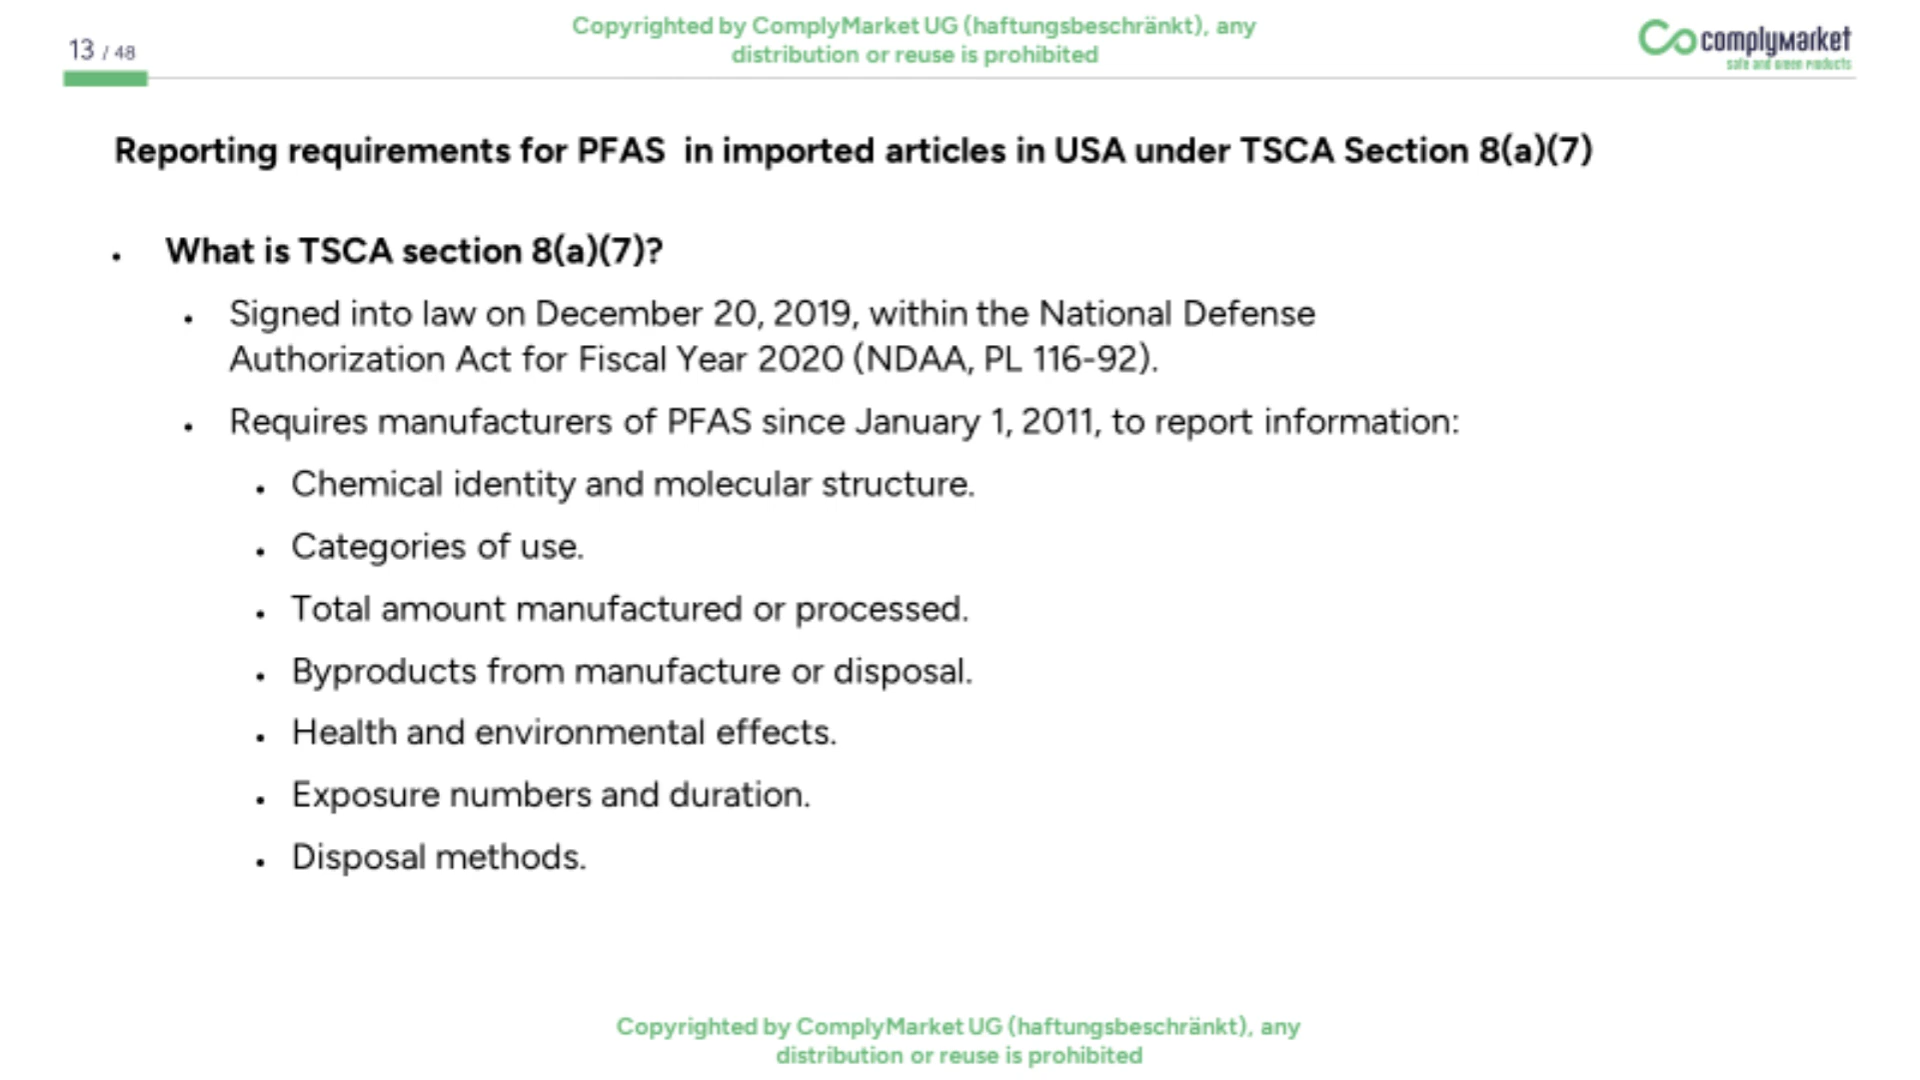 Copyrighted by ComplyMarket UG (haftungsbeschränkt), any
distribution or reuse is prohibited
13 / 48
complymarket
safe and green products
Reporting requirements for PFAS in imported articles in USA under TSCA Section 8(a)(7)
• What is TSCA section 8(a)(7)?
• Signed into law on December 20, 2019, within the National Defense
Authorization Act for Fiscal Year 2020 (NDAA, PL 116-92).
• Requires manufacturers of PFAS since January 1, 2011, to report information:
• Chemical identity and molecular structure.
• Categories of use.
• Total amount manufactured or processed.
• Byproducts from manufacture or disposal.
• Health and environmental effects.
• Exposure numbers and duration.
• Disposal methods.
Copyrighted by ComplyMarket UG (haftungsbeschränkt), any
distribution or reuse is prohibited